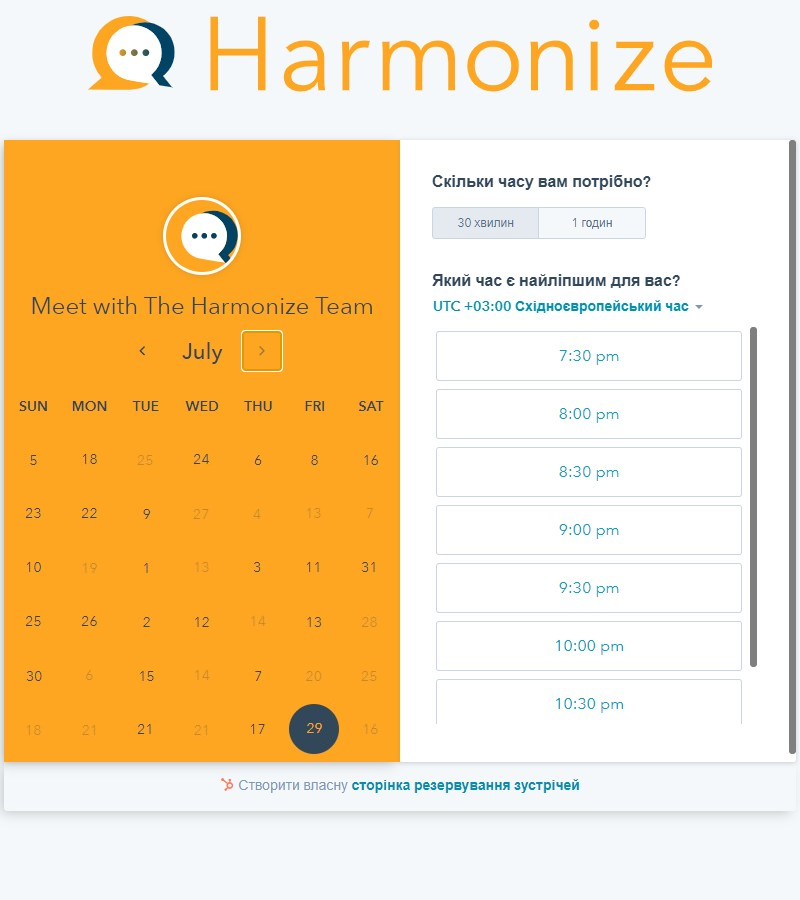 Harmonize
Meet with The Harmonize Team
July
SUN MON TUE WED THU FRI SAT
5 18 25 24 6 8 16
23 22 9 27 4 13 7
10 19 1 13 3 11 31
25 26 2 12 14 13 28
30 6 15 14 7 20 25
18 21 21 21 17 29 16
Скільки часу вам потрібно?
30 хвилин 1 годин
Який час є найліпшим для вас?
UTC +03:00 Східноєвропейський час
7:30 pm
8:00 pm
8:30 pm
9:00 pm
9:30 pm
10:00 pm
10:30 pm
Створити власну сторінка резервування зустрічей